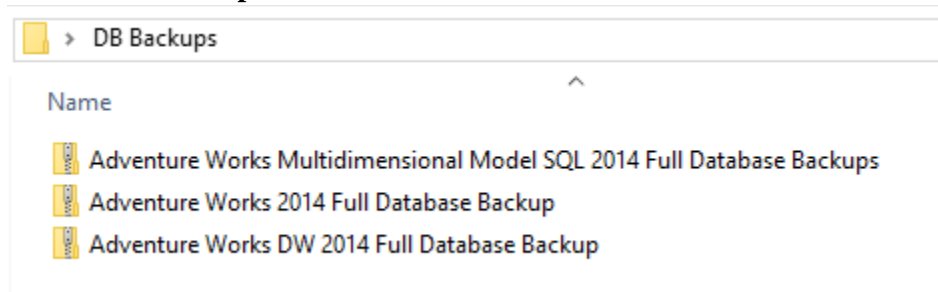 > DB Backups
Name
Adventure Works Multidimensional Model SQL 2014 Full Database Backups
Adventure Works 2014 Full Database Backup
Adventure Works DW 2014 Full Database Backup